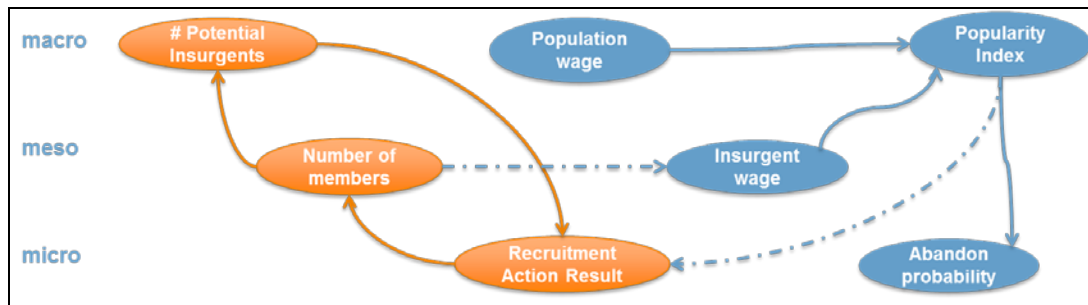 macro
# Potential
Insurgents
Population
wage
Popularity
Index
meso
Number of
members
Insurgent
wage
micro
Recruitment
Action Result
Abandon
probability